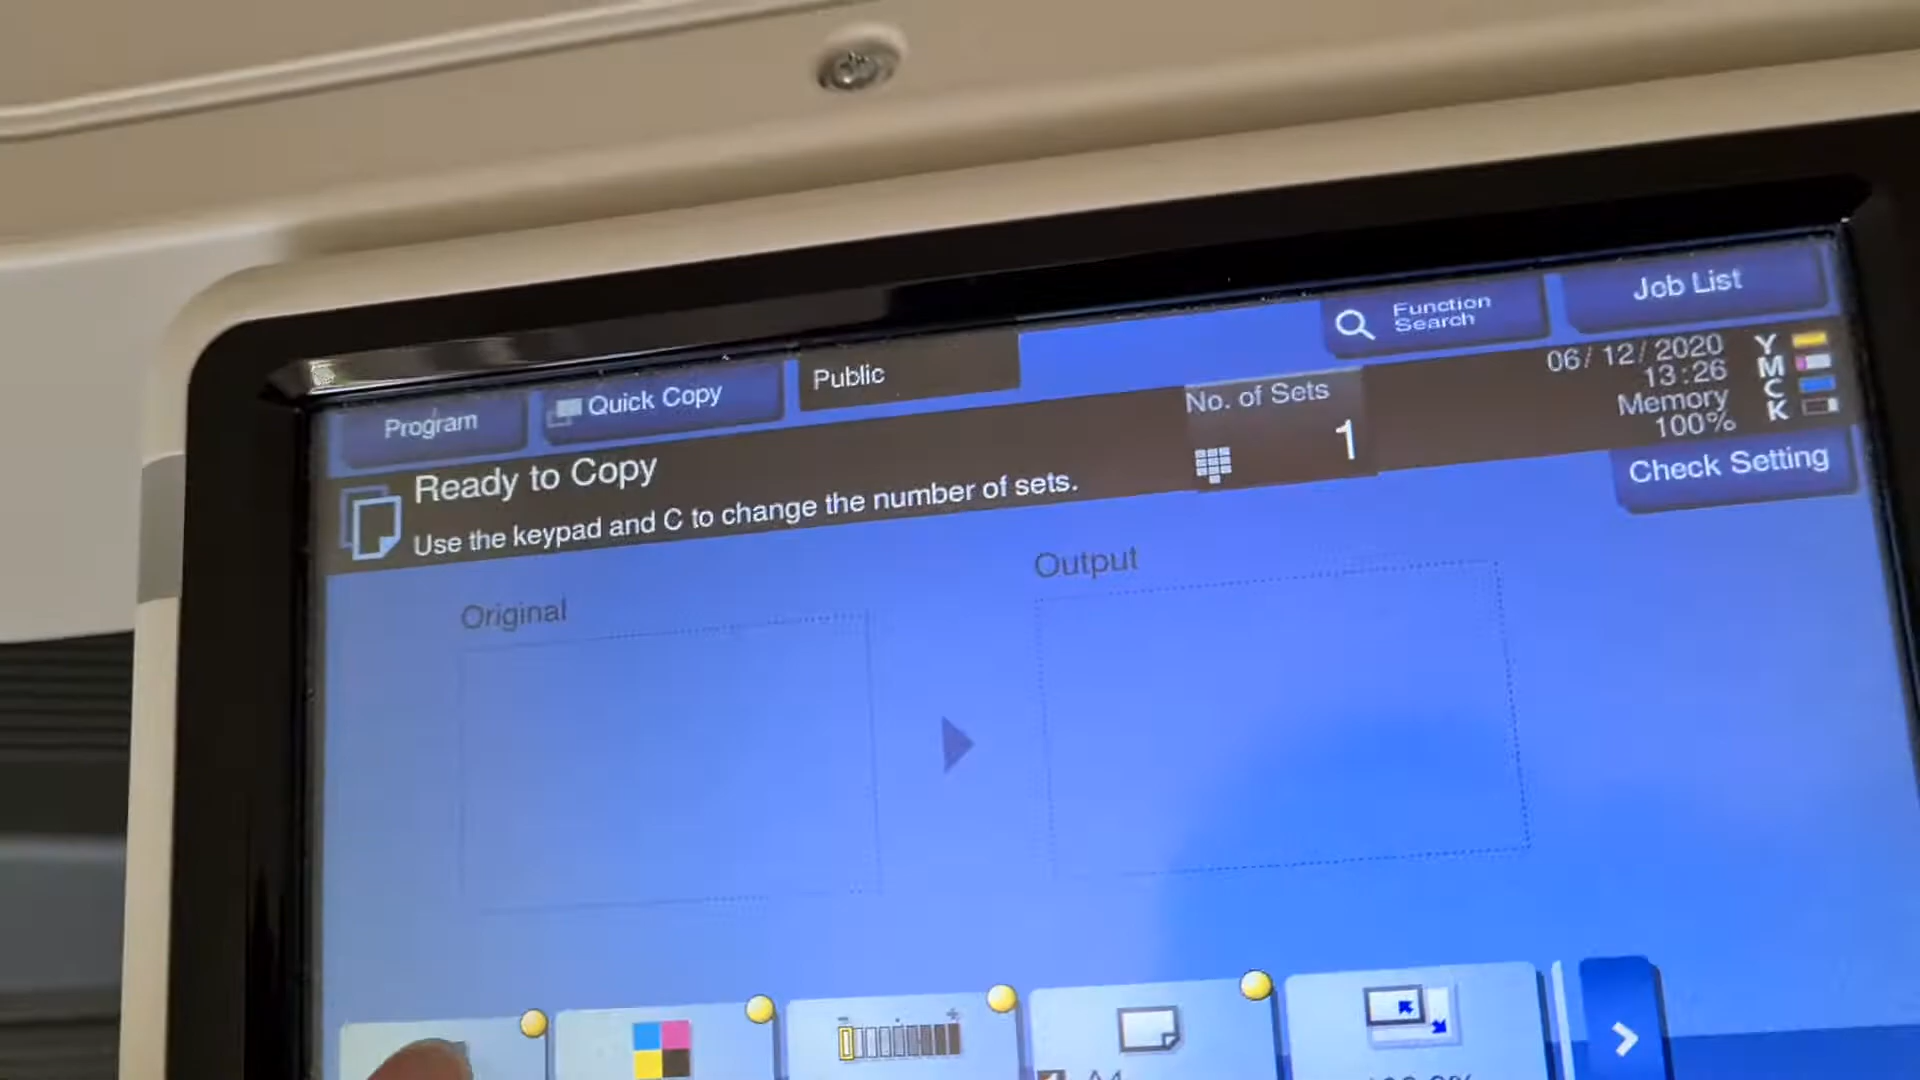 Function
Search
Job List
Program
Quick Copy
Public
No. of Sets
1
06/12/2020
13:26
Memory
100%
Y
M
C
K
Ready to Copy
Use the keypad and C to change the number of sets.
Check Setting
Original
Output
A4